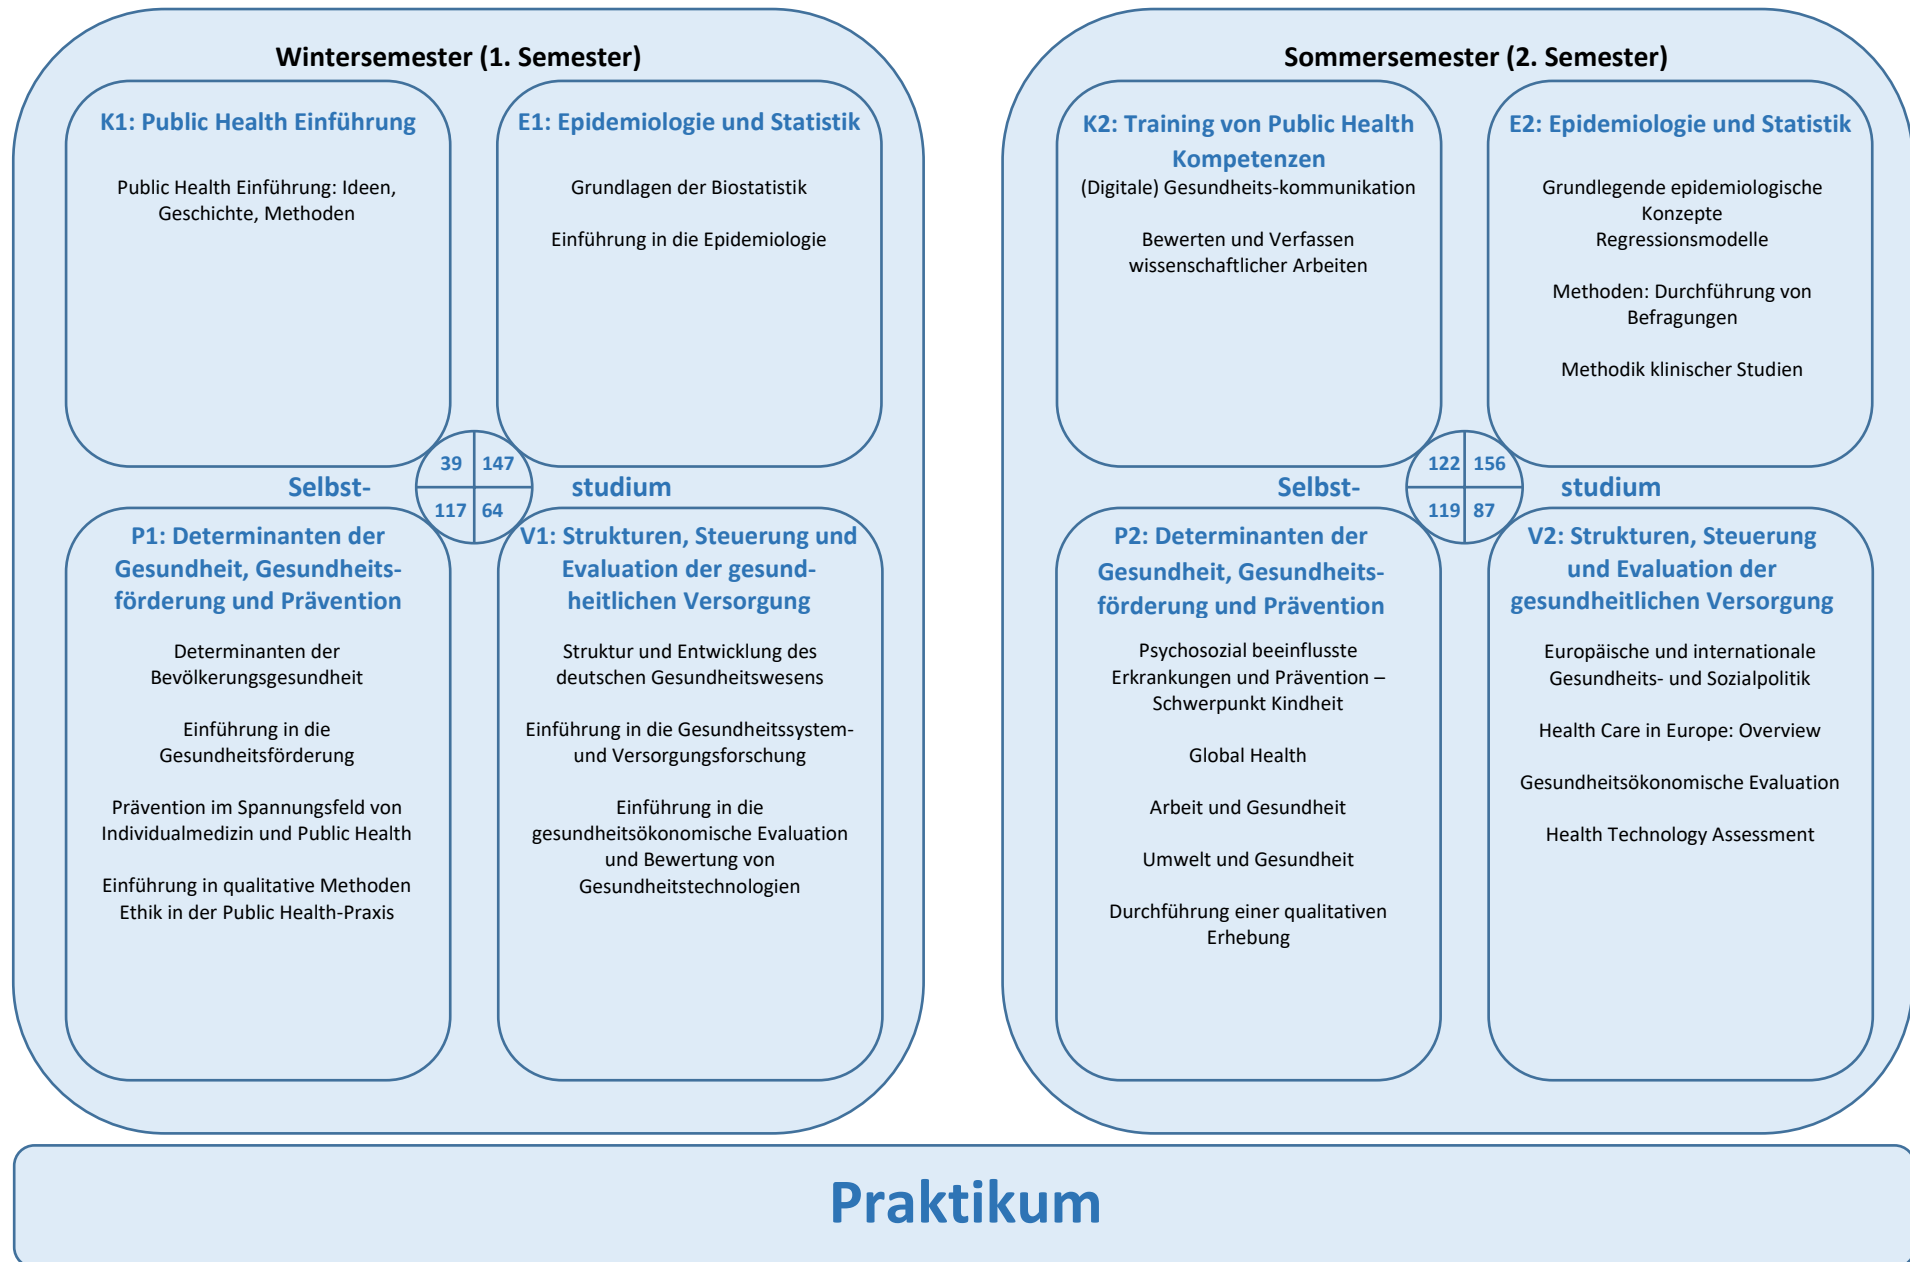 Wintersemester (1. Semester)
K1: Public Health Einführung
Public Health Einführung: Ideen,
Geschichte, Methoden
E1: Epidemiologie und Statistik
Grundlagen der Biostatistik
Einführung in die Epidemiologie
39 147
Selbst- studium
117 64
P1: Determinanten der
Gesundheit, Gesundheits-
förderung und Prävention
Determinanten der
Bevölkerungsgesundheit
Einführung in die
Gesundheitsförderung
Prävention im Spannungsfeld von
Individualmedizin und Public Health
Einführung in qualitative Methoden
Ethik in der Public Health-Praxis
V1: Strukturen, Steuerung und
Evaluation der gesund-
heitlichen Versorgung
Struktur und Entwicklung des
deutschen Gesundheitswesens
Einführung in die Gesundheitssystem-
und Versorgungsforschung
Einführung in die
gesundheitsökonomische Evaluation
und Bewertung von
Gesundheitstechnologien
Sommersemester (2. Semester)
K2: Training von Public Health
Kompetenzen
(Digitale) Gesundheits-kommunikation
Bewerten und Verfassen
wissenschaftlicher Arbeiten
E2: Epidemiologie und Statistik
Grundlegende epidemiologische
Konzepte
Regressionsmodelle
Methoden: Durchführung von
Befragungen
Methodik klinischer Studien
122 156
Selbst- studium
119 87
P2: Determinanten der
Gesundheit, Gesundheits-
förderung und Prävention
Psychosozial beeinflusste
Erkrankungen und Prävention –
Schwerpunkt Kindheit
Global Health
Arbeit und Gesundheit
Umwelt und Gesundheit
Durchführung einer qualitativen
Erhebung
V2: Strukturen, Steuerung
und Evaluation der
gesundheitlichen Versorgung
Europäische und internationale
Gesundheits- und Sozialpolitik
Health Care in Europe: Overview
Gesundheitsökonomische Evaluation
Health Technology Assessment
Praktikum